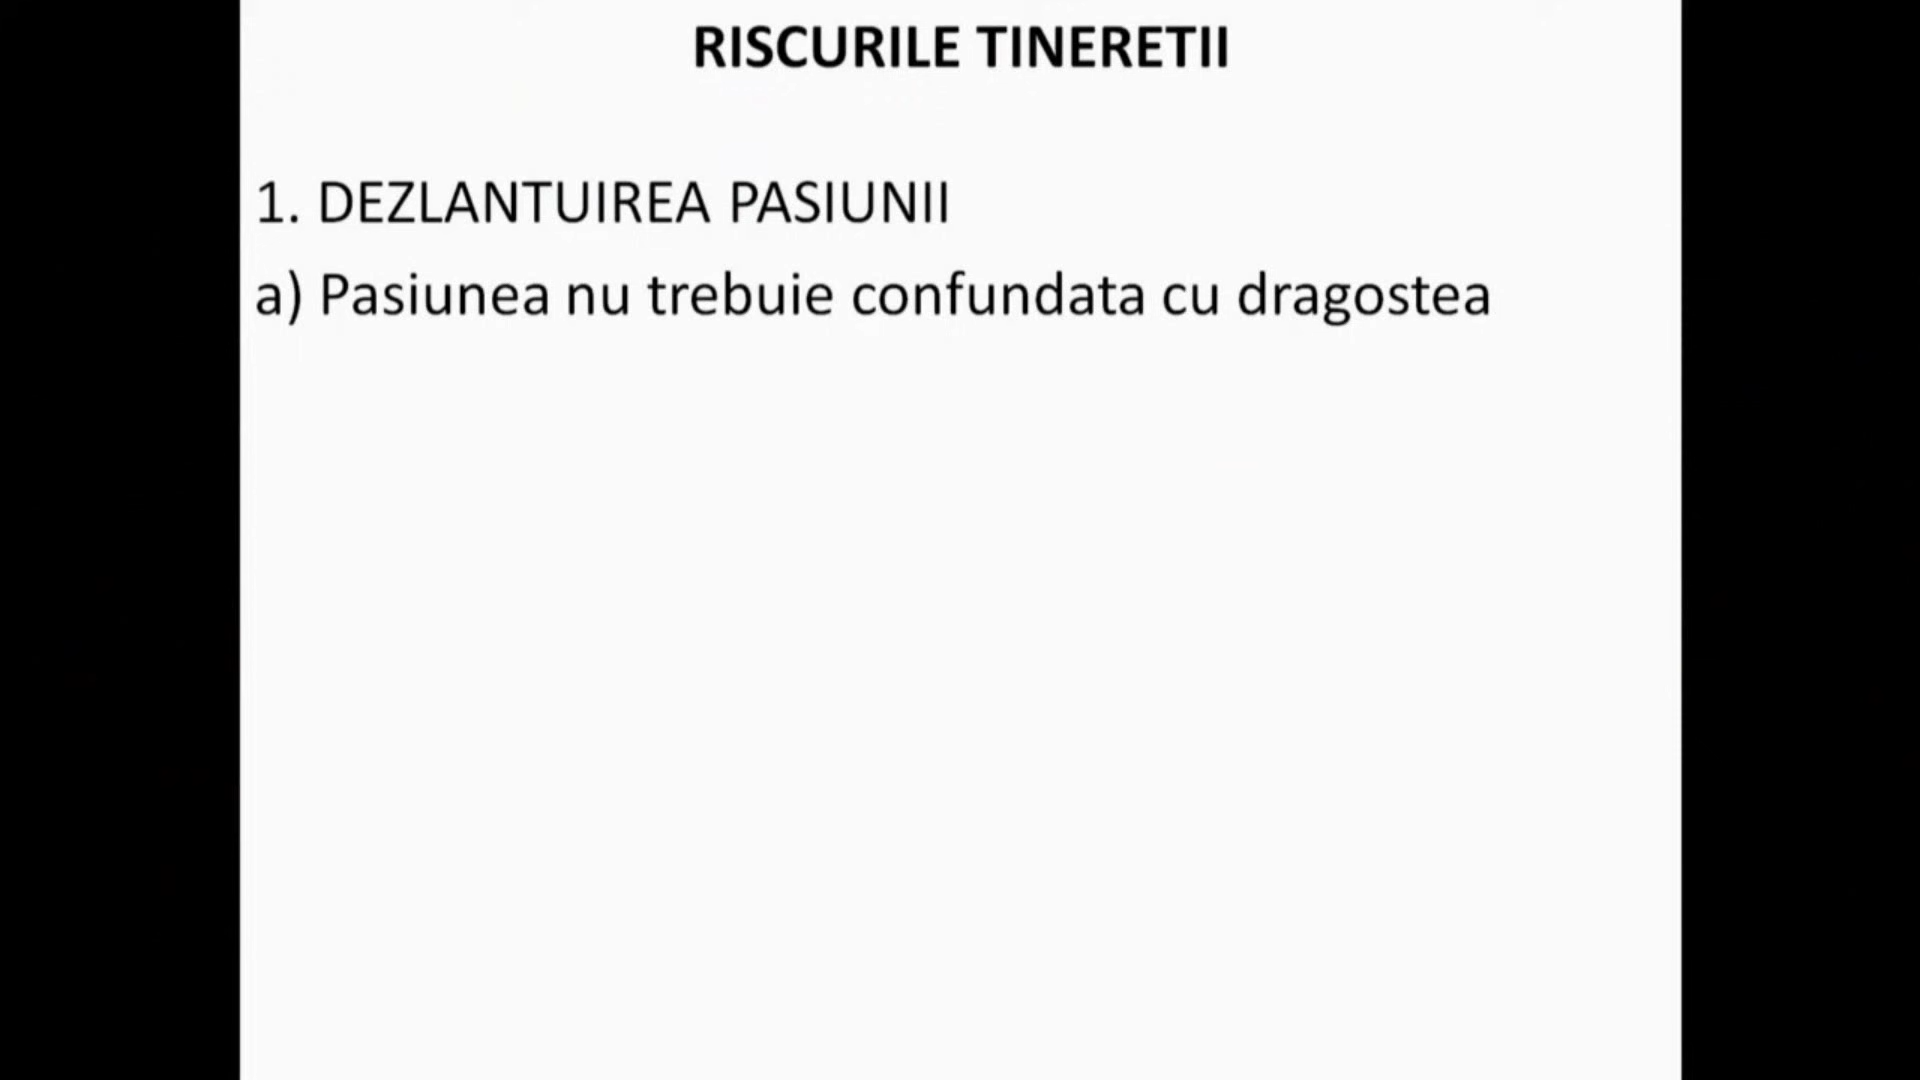 RISCURILE TINERETII
1. DEZLANTUIREA PASIUNII
a) Pasiunea nu trebuie confundata cu dragostea